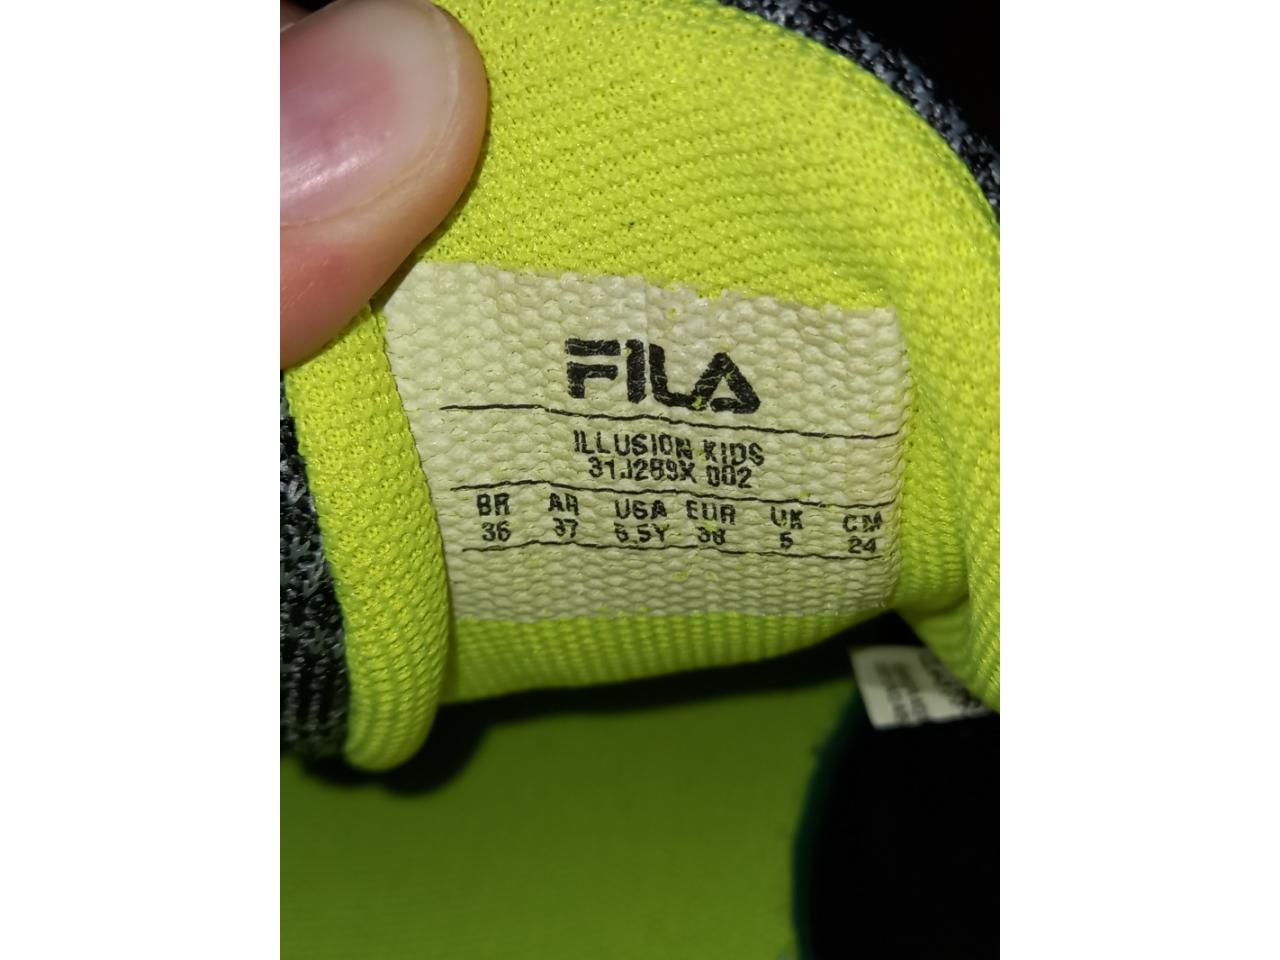 FILA
ILLUSION KIDS
31J289X 002
BR AR USA EUR UK CM
36 37 6.5Y 38 5 24